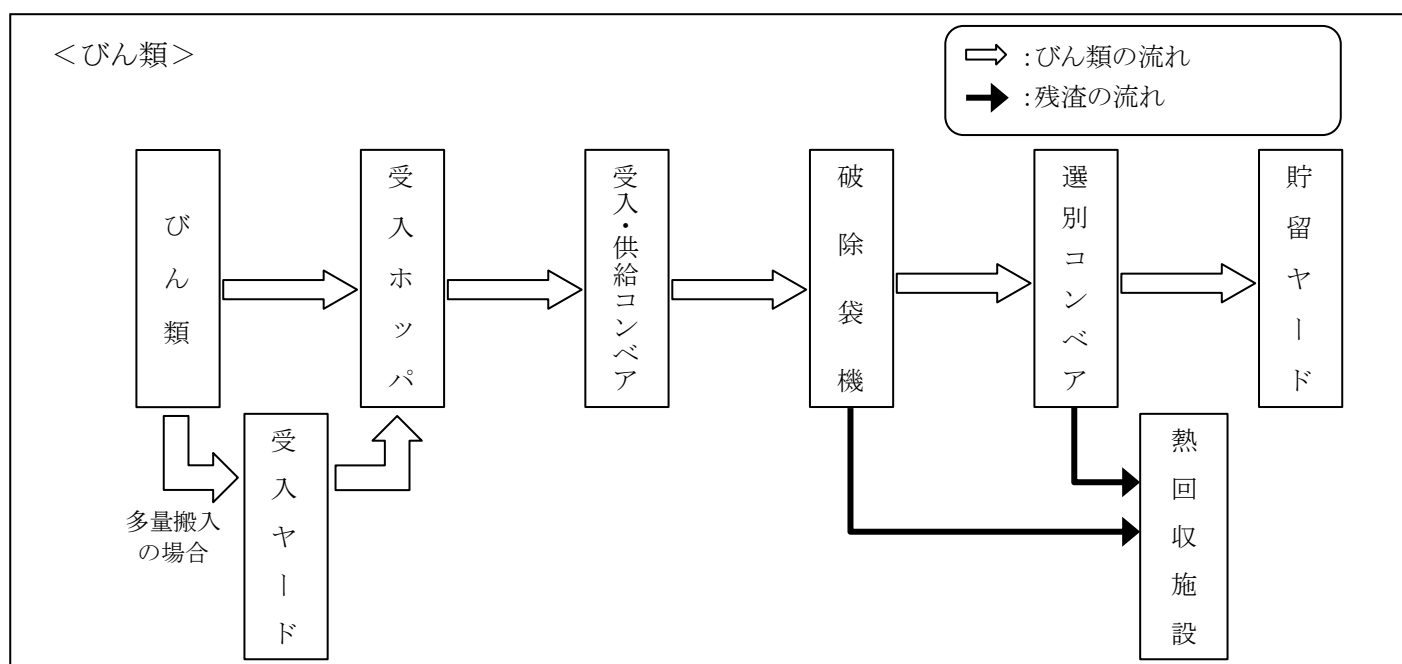 ＜びん類＞
：びん類の流れ
：残渣の流れ
びん類
受入ホッパ
受入・供給コンベア
破除袋機
選別コンベア
貯留ヤード
多量搬入
の場合
受入ヤード
熱回収施設